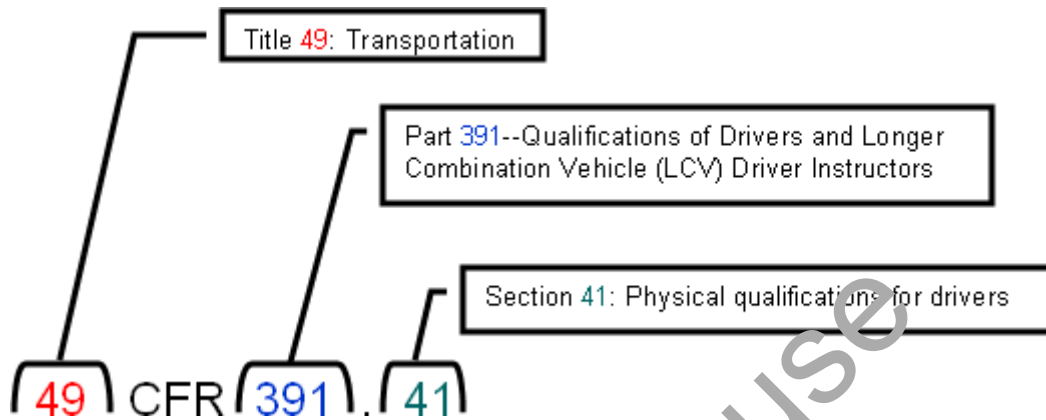 Title 49: Transportation
Part 391--Qualifications of Drivers and Longer
Combination Vehicle (LCV) Driver Instructors
Section 41: Physical qualifications for drivers
49 CFR 391 . 41
use